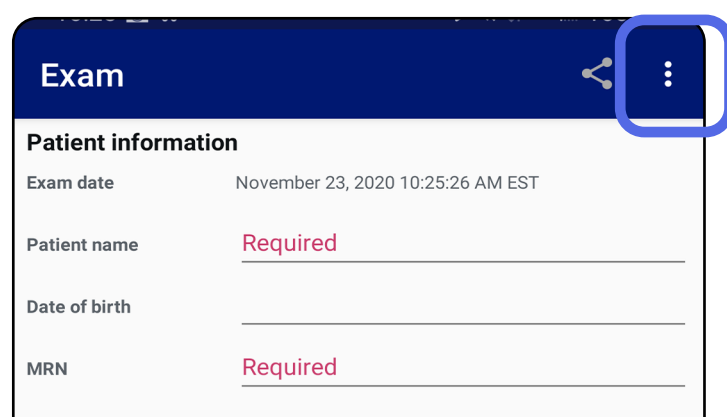 Exam
Patient information
Exam date November 23, 2020 10:25:26 AM EST
Patient name Required
Date of birth
MRN Required